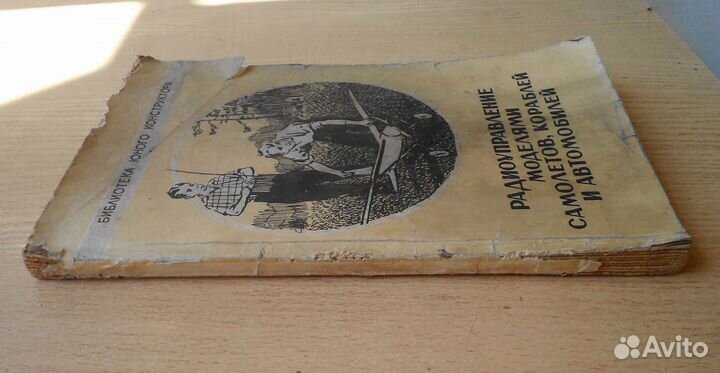 БИБЛИОТЕКА ЮНОГО КОНСТРУКТОРА
РАДИОУПРАВЛЕНИЕ
МОДЕЛЯМИ
САМОЛЕТОВ, КОРАБЛЕЙ
И АВТОМОБИЛЕЙ
Avito